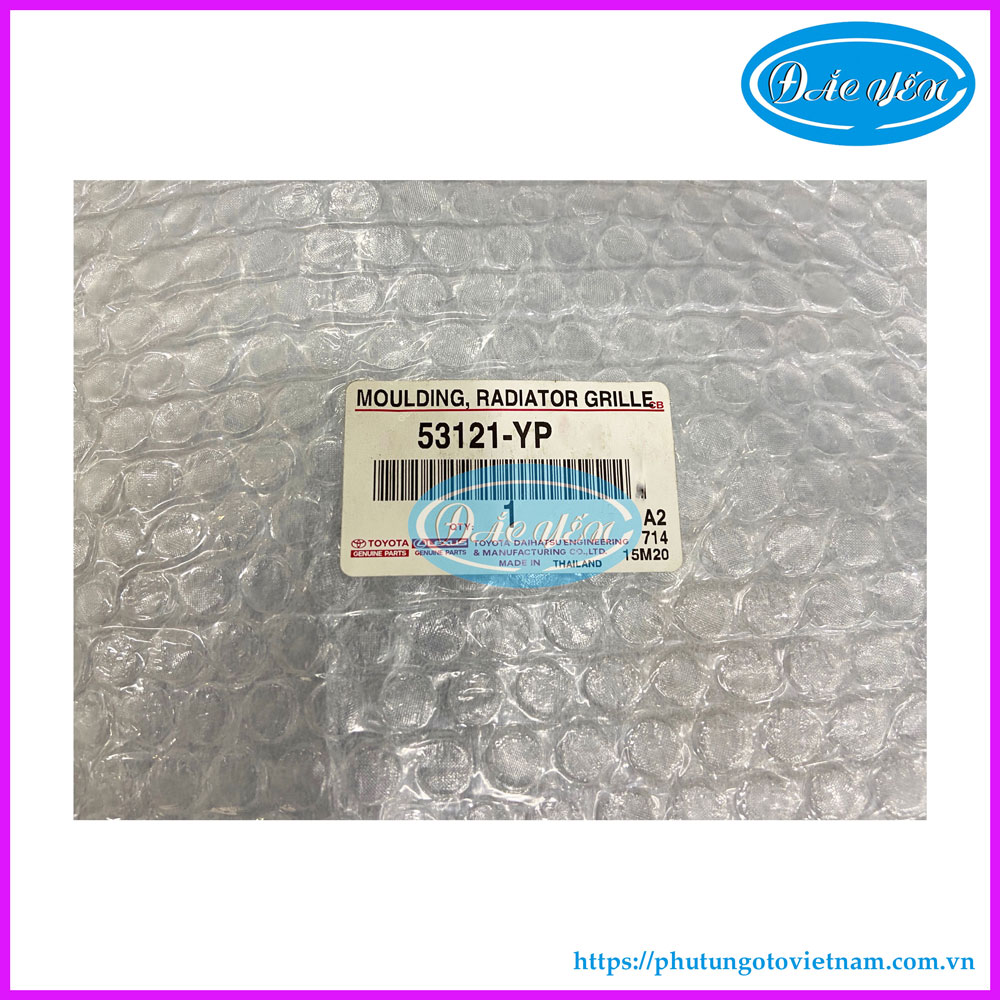 ĐẮC YẾN
MOULDING, RADIATOR GRILLE
CB
53121-YP
ĐẮC YẾN
QTY: 1
A2
714
15M20
TOYOTA
GENUINE PARTS
LEXUS
GENUINE PARTS
TOYOTA DAIHATSU ENGINEERING
& MANUFACTURING CO., LTD.
MADE IN THAILAND
https://phutungotovietnam.com.vn